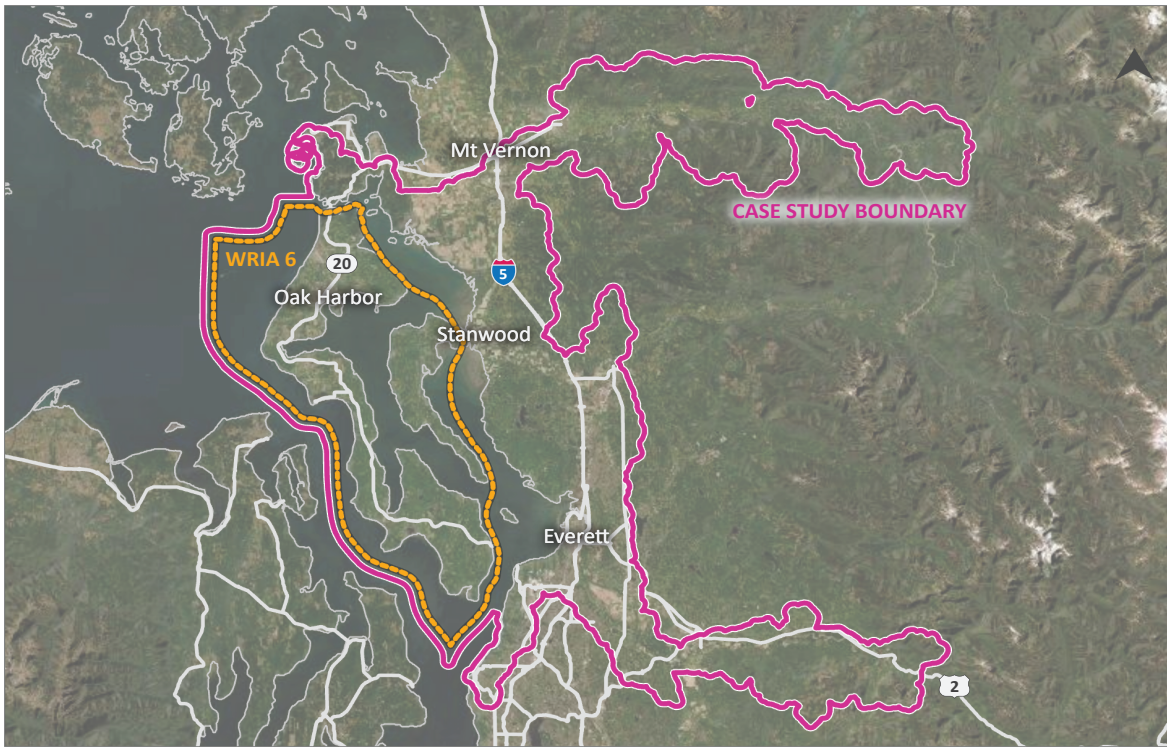 Mt Vernon
CASE STUDY BOUNDARY
WRIA 6
20
5
Oak Harbor
Stanwood
Everett
2